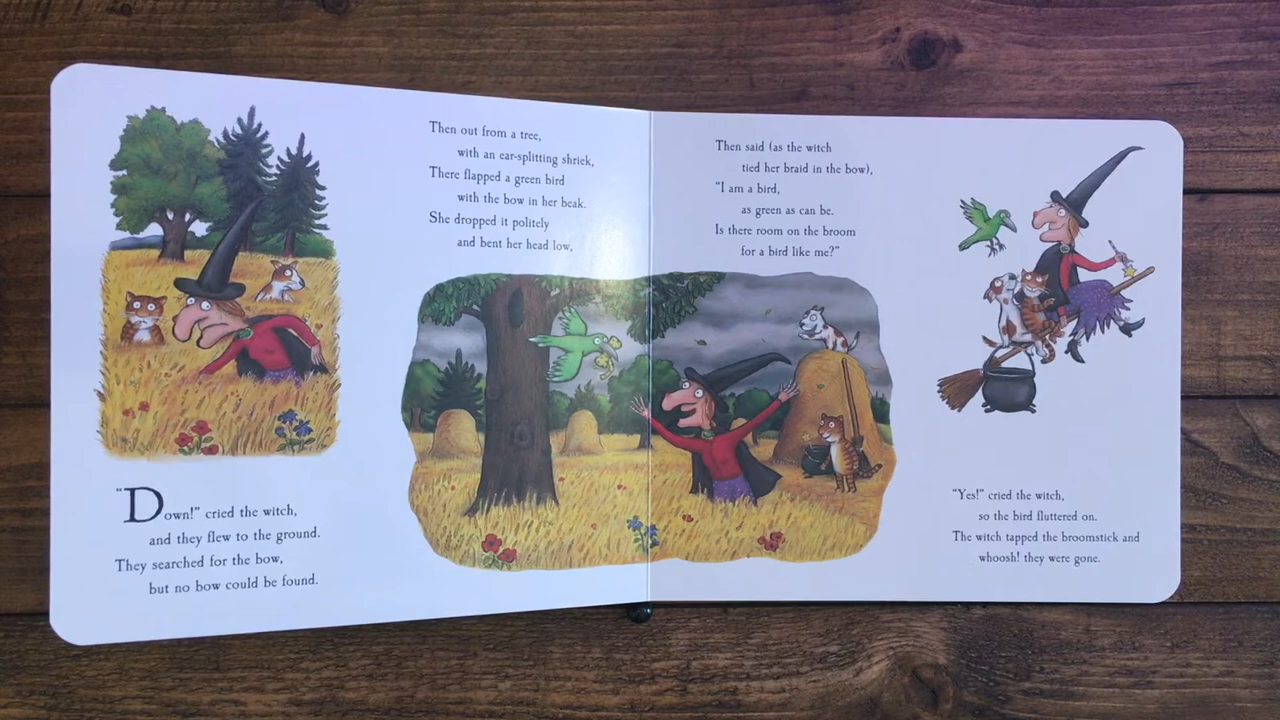 "Down!" cried the witch,
and they flew to the ground.
They searched for the bow,
but no bow could be found.
Then out from a tree,
with an ear-splitting shriek,
There flapped a green bird
with the bow in her beak.
She dropped it politely
and bent her head low,
Then said (as the witch
tied her braid in the bow),
"I am a bird,
as green as can be.
Is there room on the broom
for a bird like me?"
"Yes!" cried the witch,
so the bird fluttered on.
The witch tapped the broomstick and
whoosh! they were gone.